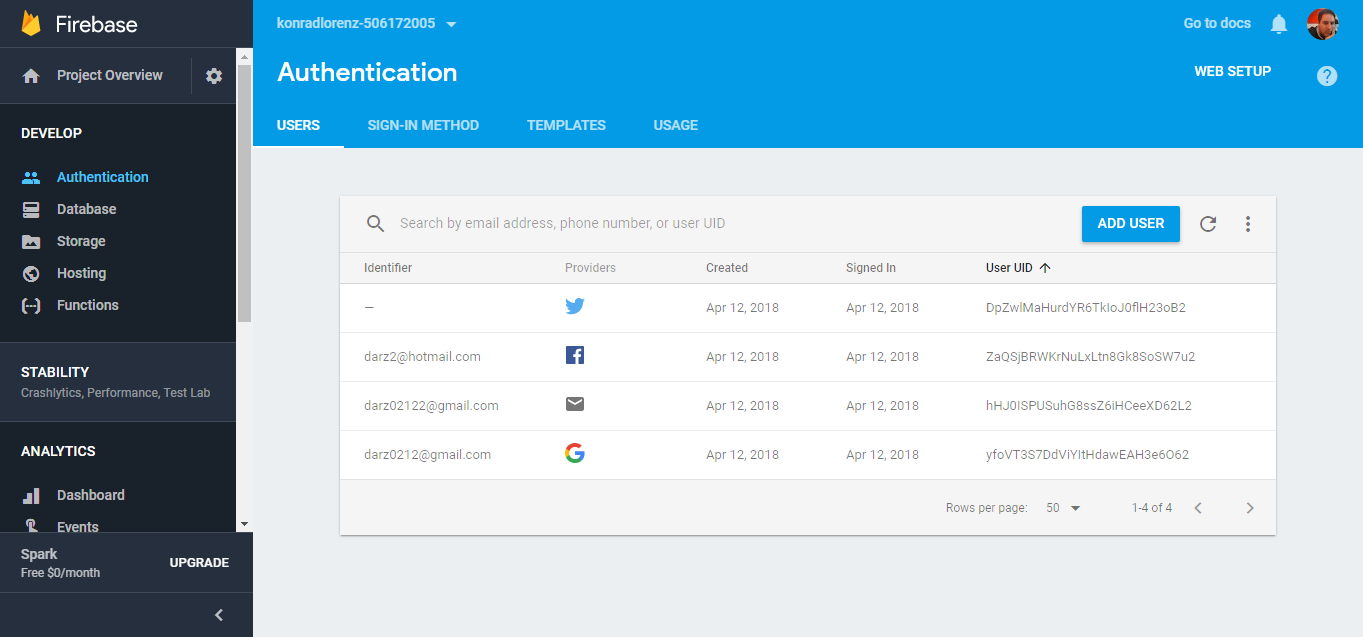 Firebase
konradlorenz-506172005
Go to docs
Project Overview
Authentication
WEB SETUP
?
USERS SIGN-IN METHOD TEMPLATES USAGE
DEVELOP
Authentication
Database
Storage
Hosting
Functions
STABILITY
Crashlytics, Performance, Test Lab
ANALYTICS
Dashboard
Events
Spark
Free $0/month
UPGRADE
Search by email address, phone number, or user UID
ADD USER
Identifier Providers Created Signed In User UID
— Apr 12, 2018 Apr 12, 2018 DpZwlMaHurdYR6TkIoJ0flH23oB2
darz2@hotmail.com Apr 12, 2018 Apr 12, 2018 ZaQSjBRWKrNuLxLtn8Gk8SoSW7u2
darz02122@gmail.com Apr 12, 2018 Apr 12, 2018 hHJ0ISPUSuhG8ssZ6iHCeeXD62L2
darz0212@gmail.com Apr 12, 2018 Apr 12, 2018 yfoVT3S7DdViYItHdawEAH3e6O62
Rows per page: 50 1-4 of 4